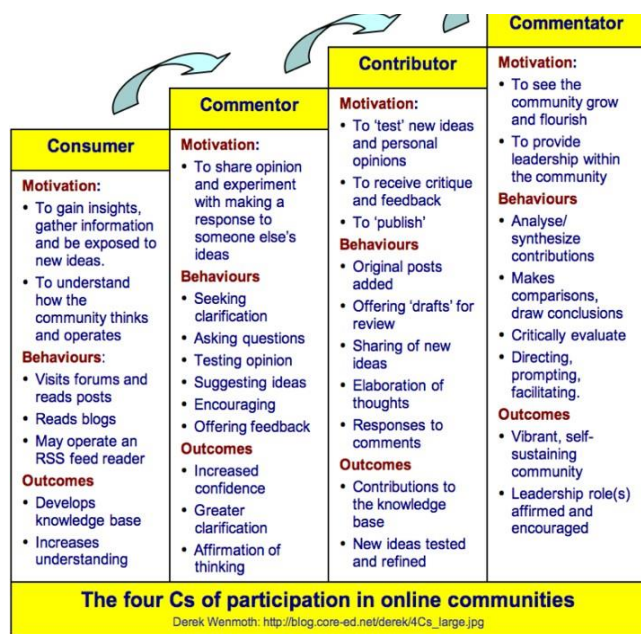 Consumer
Motivation:
• To gain insights,
gather information
and be exposed to
new ideas.
• To understand
how the
community thinks
and operates
Behaviours:
• Visits forums and
reads posts
• Reads blogs
• May operate an
RSS feed reader
Outcomes
• Develops
knowledge base
• Increases
understanding
Commentor
Motivation:
• To share opinion
and experiment
with making a
response to
someone else's
ideas
Behaviours
• Seeking
clarification
• Asking questions
• Testing opinion
• Suggesting ideas
• Encouraging
• Offering feedback
Outcomes
• Increased
confidence
• Greater
clarification
• Affirmation of
thinking
Contributor
Motivation:
• To 'test' new ideas
and personal
opinions
• To receive critique
and feedback
• To 'publish'
Behaviours
• Original posts
added
• Offering 'drafts' for
review
• Sharing of new
ideas
• Elaboration of
thoughts
• Responses to
comments
Outcomes
• Contributions to
the knowledge
base
• New ideas tested
and refined
Commentator
Motivation:
• To see the
community grow
and flourish
• To provide
leadership within
the community
Behaviours
• Analyse/
synthesize
contributions
• Makes
comparisons,
draw conclusions
• Critically evaluate
• Directing,
prompting,
facilitating.
Outcomes
• Vibrant, self-
sustaining
community
• Leadership role(s)
affirmed and
encouraged
The four Cs of participation in online communities
Derek Wenmoth: http://blog.core-ed.net/derek/4Cs_large.jpg